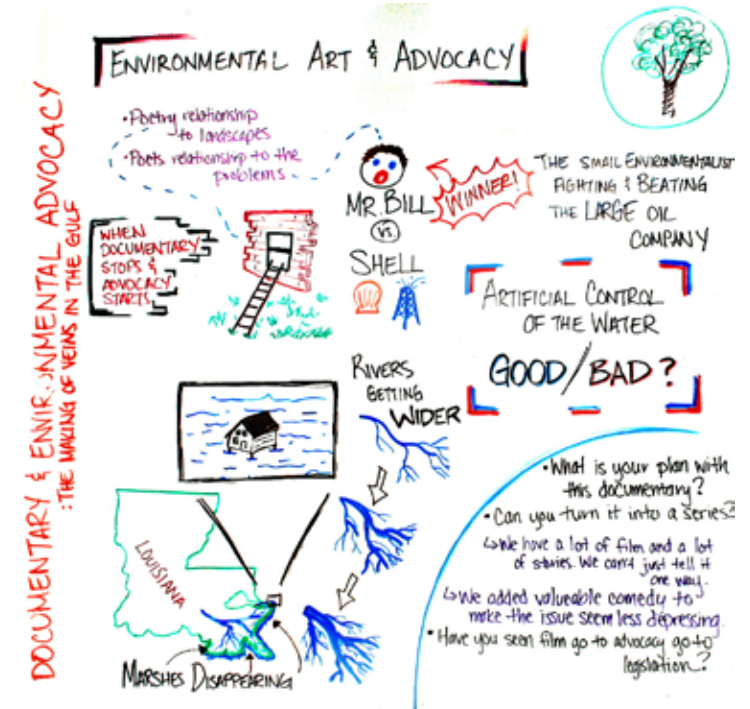 ENVIRONMENTAL ART & ADVOCACY
DOCUMENTARY & ENVIRONMENTAL ADVOCACY
: THE MAKING OF VEINS IN THE GULF
• Poetry relationship
to landscapes
• Poets relationship to the
problems
MR. BILL
VS
SHELL
WINNER!
THE SMALL ENVIRONMENTALIST
FIGHTING & BEATING
THE LARGE OIL
COMPANY
WHEN
DOCUMENTARY
STOPS &
ADVOCACY
STARTS
ARTIFICIAL CONTROL
OF THE WATER
GOOD/BAD?
RIVERS
GETTING
WIDER
LOUISIANA
MARSHES DISAPPEARING
• What is your plan with
this documentary?
• Can you turn it into a series?
↳ We have a lot of film and a lot
of stories. We can't just tell it
one way.
↳ We added valueable comedy to
make the issue seem less depressing.
• Have you seen film go to advocacy go to
legislation?